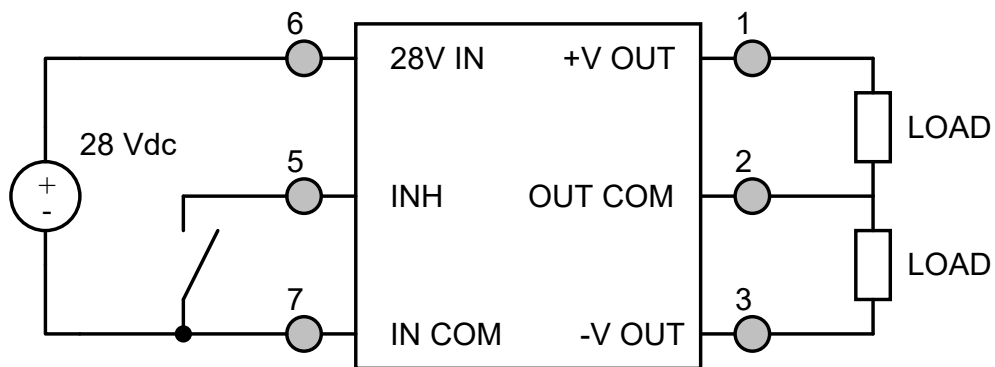 6
1
28V IN
+V OUT
LOAD
28 Vdc
+
-
5
2
INH
OUT COM
LOAD
7
3
IN COM
-V OUT